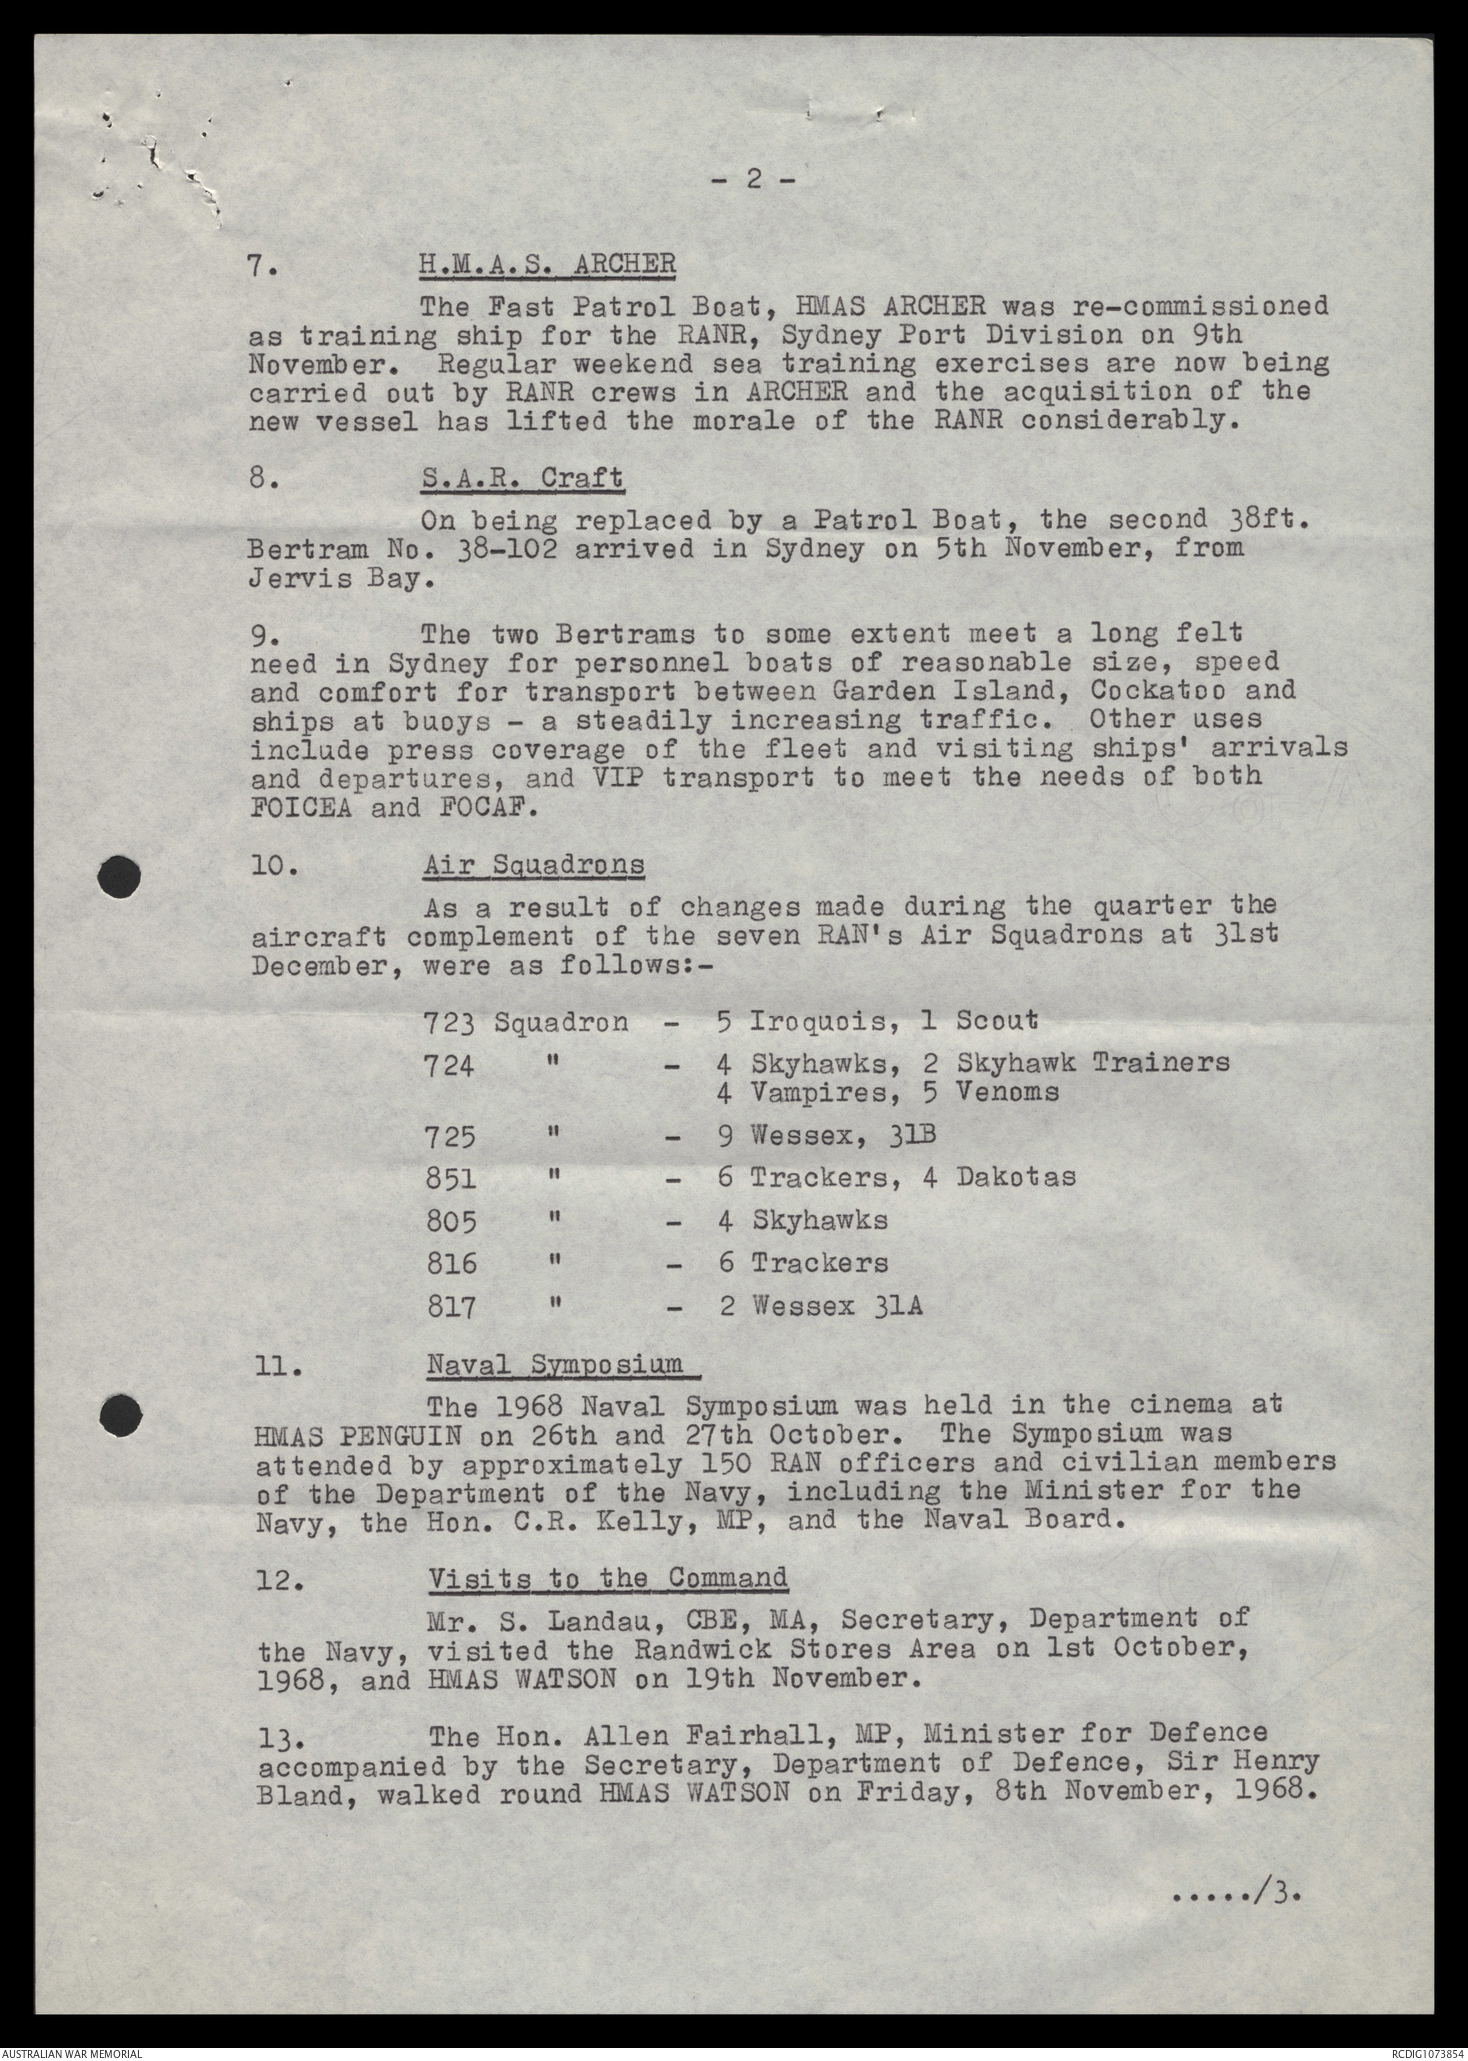 - 2 -
7. H.M.A.S. ARCHER
The Fast Patrol Boat, HMAS ARCHER was re-commissioned
as training ship for the RANR, Sydney Port Division on 9th
November. Regular weekend sea training exercises are now being
carried out by RANR crews in ARCHER and the acquisition of the
new vessel has lifted the morale of the RANR considerably.
8. S.A.R. Craft
On being replaced by a Patrol Boat, the second 38ft.
Bertram No. 38-102 arrived in Sydney on 5th November, from
Jervis Bay.
9. The two Bertrams to some extent meet a long felt
need in Sydney for personnel boats of reasonable size, speed
and comfort for transport between Garden Island, Cockatoo and
ships at buoys - a steadily increasing traffic. Other uses
include press coverage of the fleet and visiting ships' arrivals
and departures, and VIP transport to meet the needs of both
FOICEA and FOCAF.
10. Air Squadrons
As a result of changes made during the quarter the
aircraft complement of the seven RAN's Air Squadrons at 31st
December, were as follows:-
723 Squadron - 5 Iroquois, 1 Scout
724 " - 4 Skyhawks, 2 Skyhawk Trainers
4 Vampires, 5 Venoms
725 " - 9 Wessex, 31B
851 " - 6 Trackers, 4 Dakotas
805 " - 4 Skyhawks
816 " - 6 Trackers
817 " - 2 Wessex 31A
11. Naval Symposium
The 1968 Naval Symposium was held in the cinema at
HMAS PENGUIN on 26th and 27th October. The Symposium was
attended by approximately 150 RAN officers and civilian members
of the Department of the Navy, including the Minister for the
Navy, the Hon. C.R. Kelly, MP, and the Naval Board.
12. Visits to the Command
Mr. S. Landau, CBE, MA, Secretary, Department of
the Navy, visited the Randwick Stores Area on 1st October,
1968, and HMAS WATSON on 19th November.
13. The Hon. Allen Fairhall, MP, Minister for Defence
accompanied by the Secretary, Department of Defence, Sir Henry
Bland, walked round HMAS WATSON on Friday, 8th November, 1968.
...../3.
AUSTRALIAN WAR MEMORIAL
RCDIG1073854